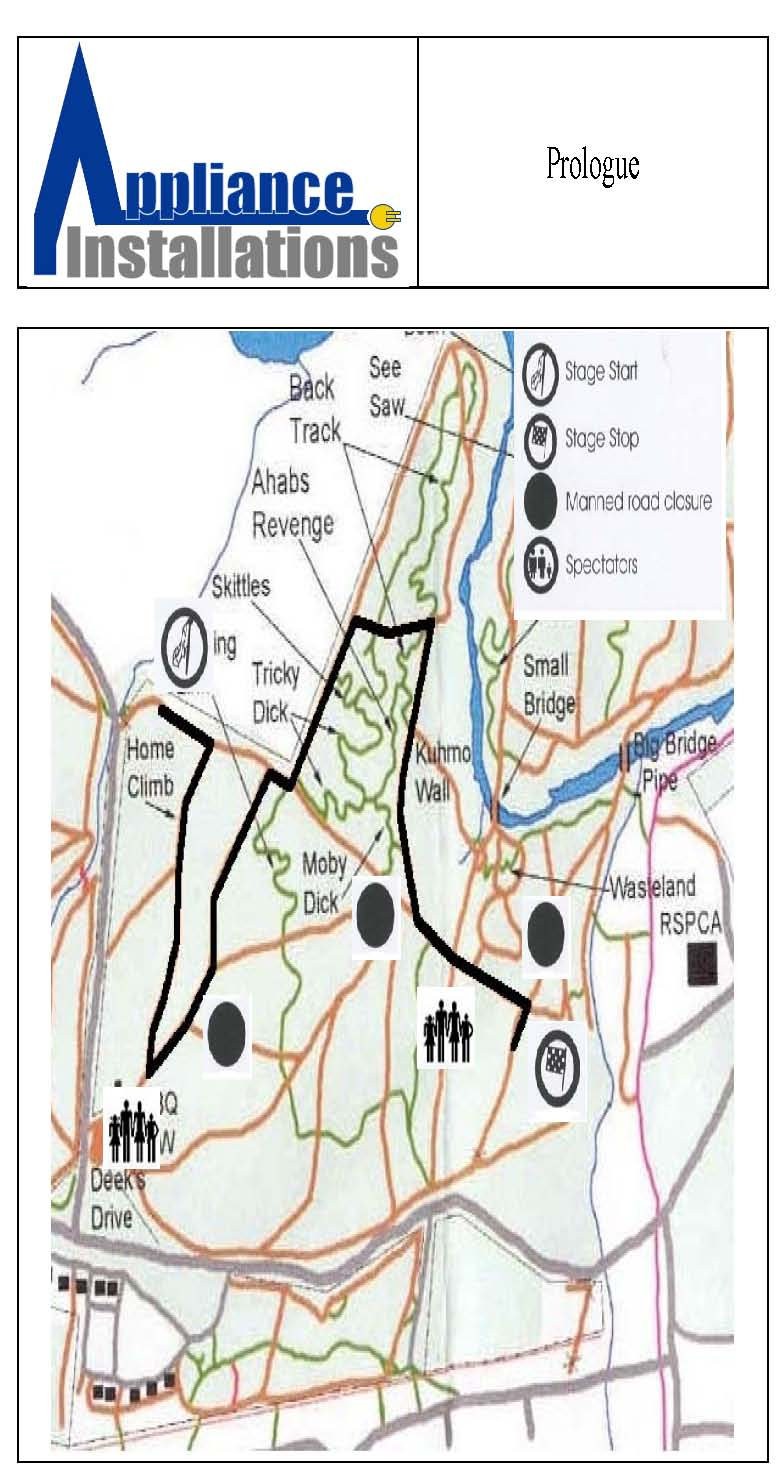 Appliance
Installations
Prologue
See
Saw
Back
Track
Ahabs
Revenge
Skittles
ing
Tricky
Dick
Home
Climb
Kuhmo
Wall
Small
Bridge
Big Bridge
Pipe
Moby
Dick
Wasteland
RSPCA
Deek's
Drive
Stage Start
Stage Stop
Manned road closure
Spectators